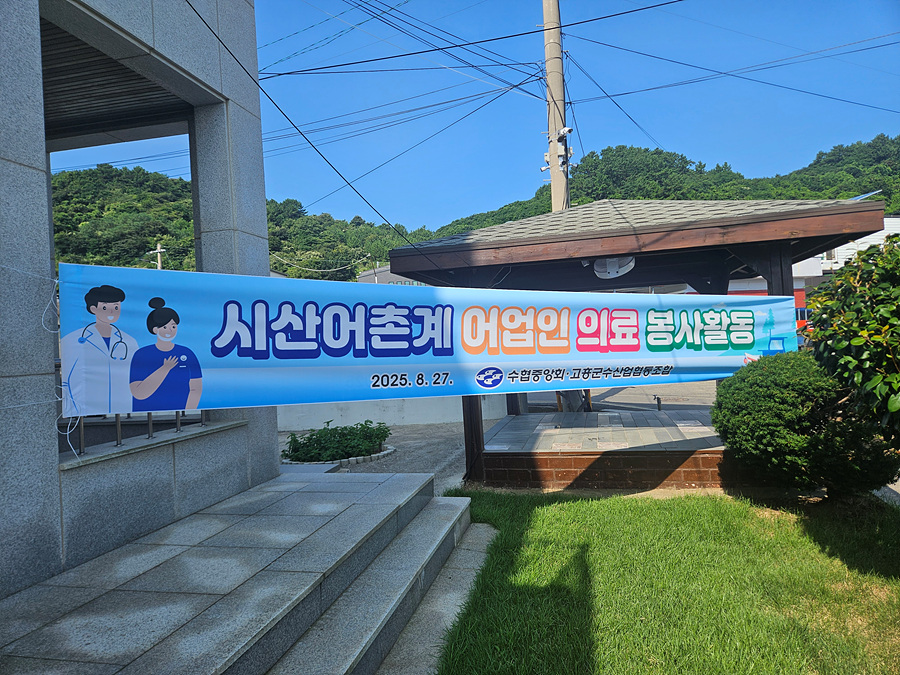 시산어촌계 어업인 의료 봉사활동
2025. 8. 27. 수협중앙회·고흥군수산업협동조합